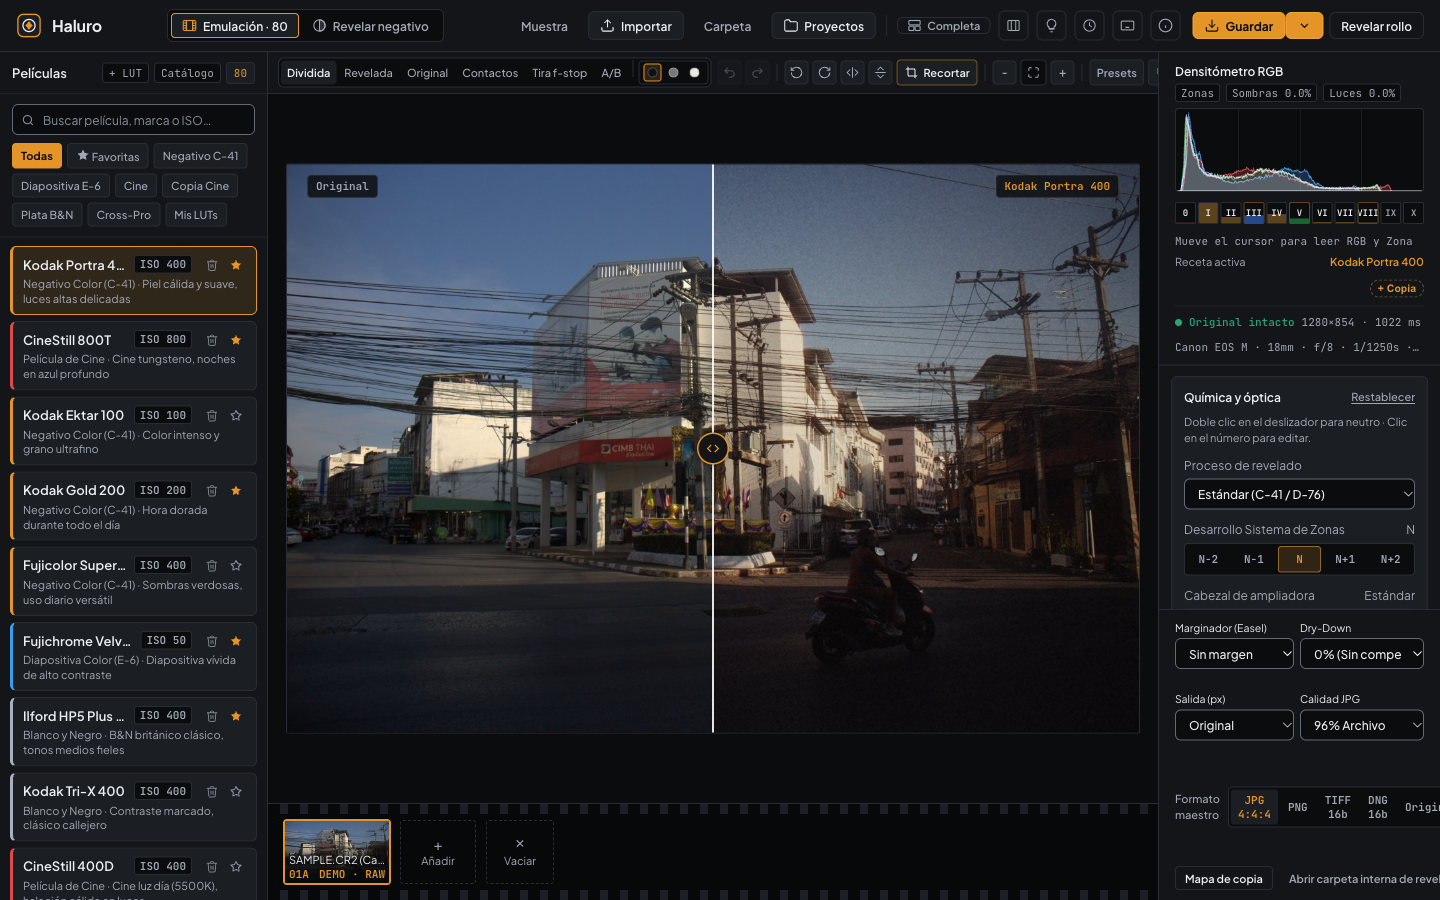 Haluro
Emulación · 80
Revelar negativo
Muestra
Importar
Carpeta
Proyectos
Completa
Guardar
Revelar rollo
Películas
+ LUT
Catálogo
80
Buscar película, marca o ISO...
Todas
Favoritas
Negativo C-41
Diapositiva E-6
Cine
Copia Cine
Plata B&N
Cross-Pro
Mis LUTs
Kodak Portra 4...
ISO 400
Negativo Color (C-41) · Piel cálida y suave,
luces altas delicadas
CineStill 800T
ISO 800
Película de Cine · Cine tungsteno, noches
en azul profundo
Kodak Ektar 100
ISO 100
Negativo Color (C-41) · Color intenso y
grano ultrafino
Kodak Gold 200
ISO 200
Negativo Color (C-41) · Hora dorada
durante todo el día
Fujicolor Super...
ISO 400
Negativo Color (C-41) · Sombras verdosas,
uso diario versátil
Fujichrome Velv...
ISO 50
Diapositiva Color (E-6) · Diapositiva vívida
de alto contraste
Ilford HP5 Plus ...
ISO 400
Blanco y Negro · B&N británico clásico,
tonos medios fieles
Kodak Tri-X 400
ISO 400
Blanco y Negro · Contraste marcado,
clásico callejero
CineStill 400D
ISO 400
Película de Cine · Cine luz día (5500K),
Dividida
Revelada
Original
Contactos
Tira f-stop
A/B
Recortar
-
+
Presets
Original
Kodak Portra 400
CIMB THAI
SAMPLE.CR2 (Ca...
01A DEMO · RAW
+
Añadir
×
Vaciar
Densitómetro RGB
Zonas
Sombras 0.0%
Luces 0.0%
0 I II III IV V VI VII VIII IX X
Mueve el cursor para leer RGB y Zona
Receta activa
Kodak Portra 400
+ Copia
Original intacto 1280×854 · 1022 ms
Canon EOS M · 18mm · f/8 · 1/1250s ·...
Química y óptica
Restablecer
Doble clic en el deslizador para neutro · Clic
en el número para editar.
Proceso de revelado
Estándar (C-41 / D-76)
Desarrollo Sistema de Zonas
N
N-2
N-1
N
N+1
N+2
Cabezal de ampliadora
Estándar
Marginador (Easel)
Dry-Down
Sin margen
0% (Sin compe
Salida (px)
Calidad JPG
Original
96% Archivo
Formato
maestro
JPG
4:4:4
PNG
TIFF
16b
DNG
16b
Origin
Mapa de copia
Abrir carpeta interna de revel